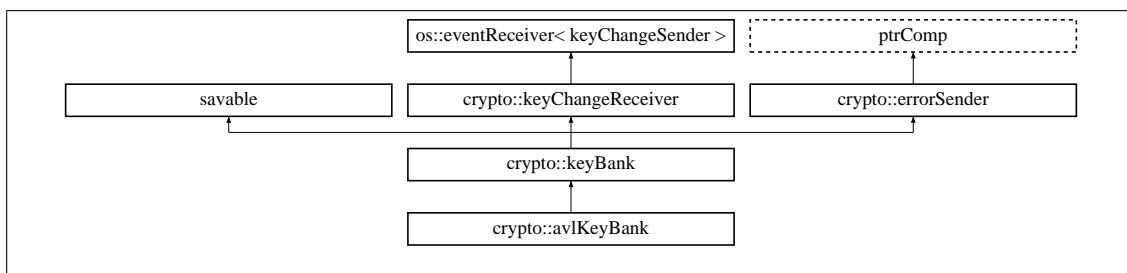 os::eventReceiver< keyChangeSender >
ptrComp
savable
crypto::keyChangeReceiver
crypto::errorSender
crypto::keyBank
crypto::avlKeyBank